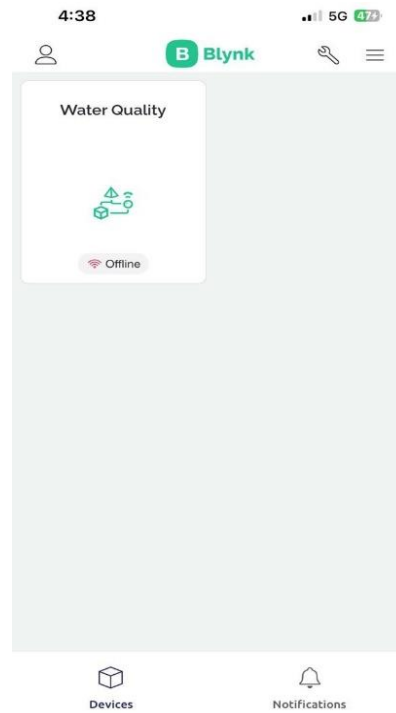 4:38 5G 47
B Blynk
Water Quality
Offline
Devices Notifications